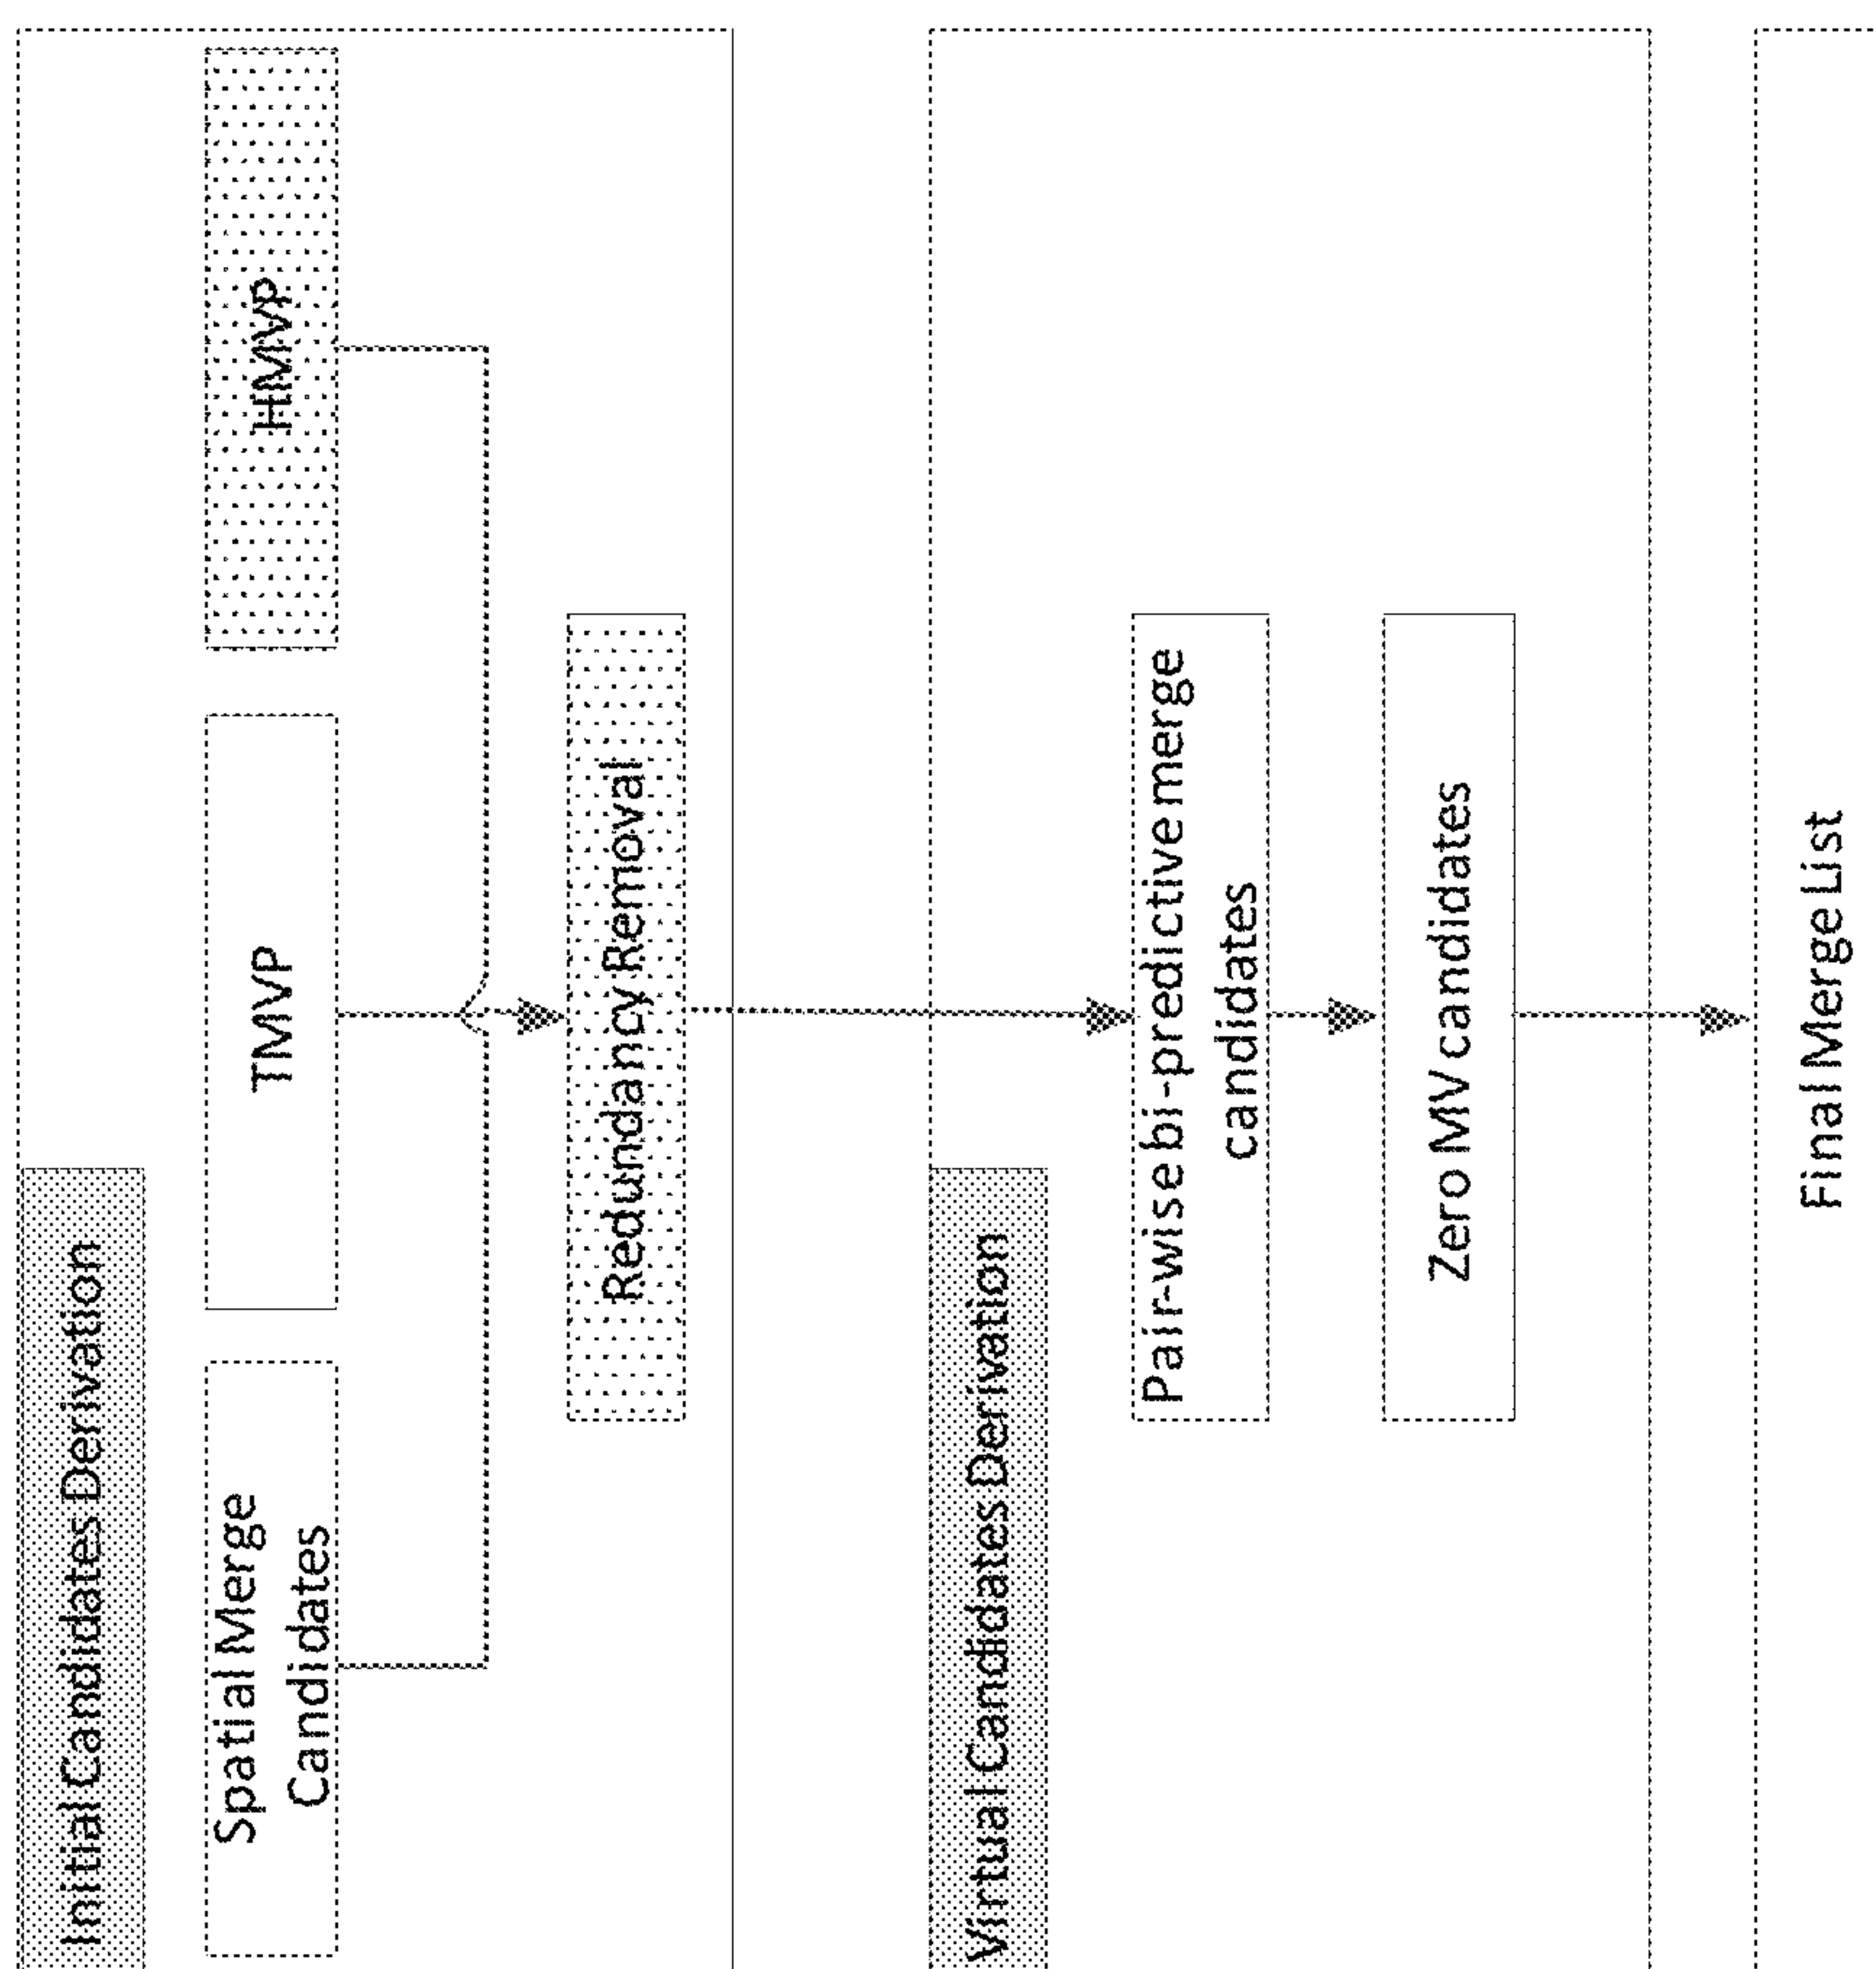 Initial Candidates Derivation
Spatial Merge
Candidates
TMVP
HMVP
Redundancy Removal
Virtual Candidates Derivation
Pair-wise bi-predictive merge
candidates
Zero MV candidates
Final Merge List